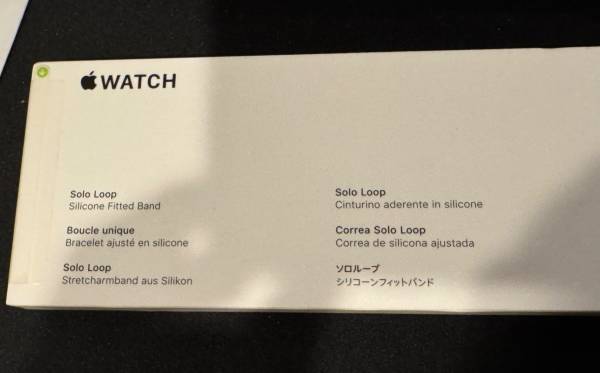 WATCH
Solo Loop
Silicone Fitted Band
Boucle unique
Bracelet ajusté en silicone
Solo Loop
Stretcharmband aus Silikon
Solo Loop
Cinturino aderente in silicone
Correa Solo Loop
Correa de silicona ajustada
ソロループ
シリコーンフィットバンド